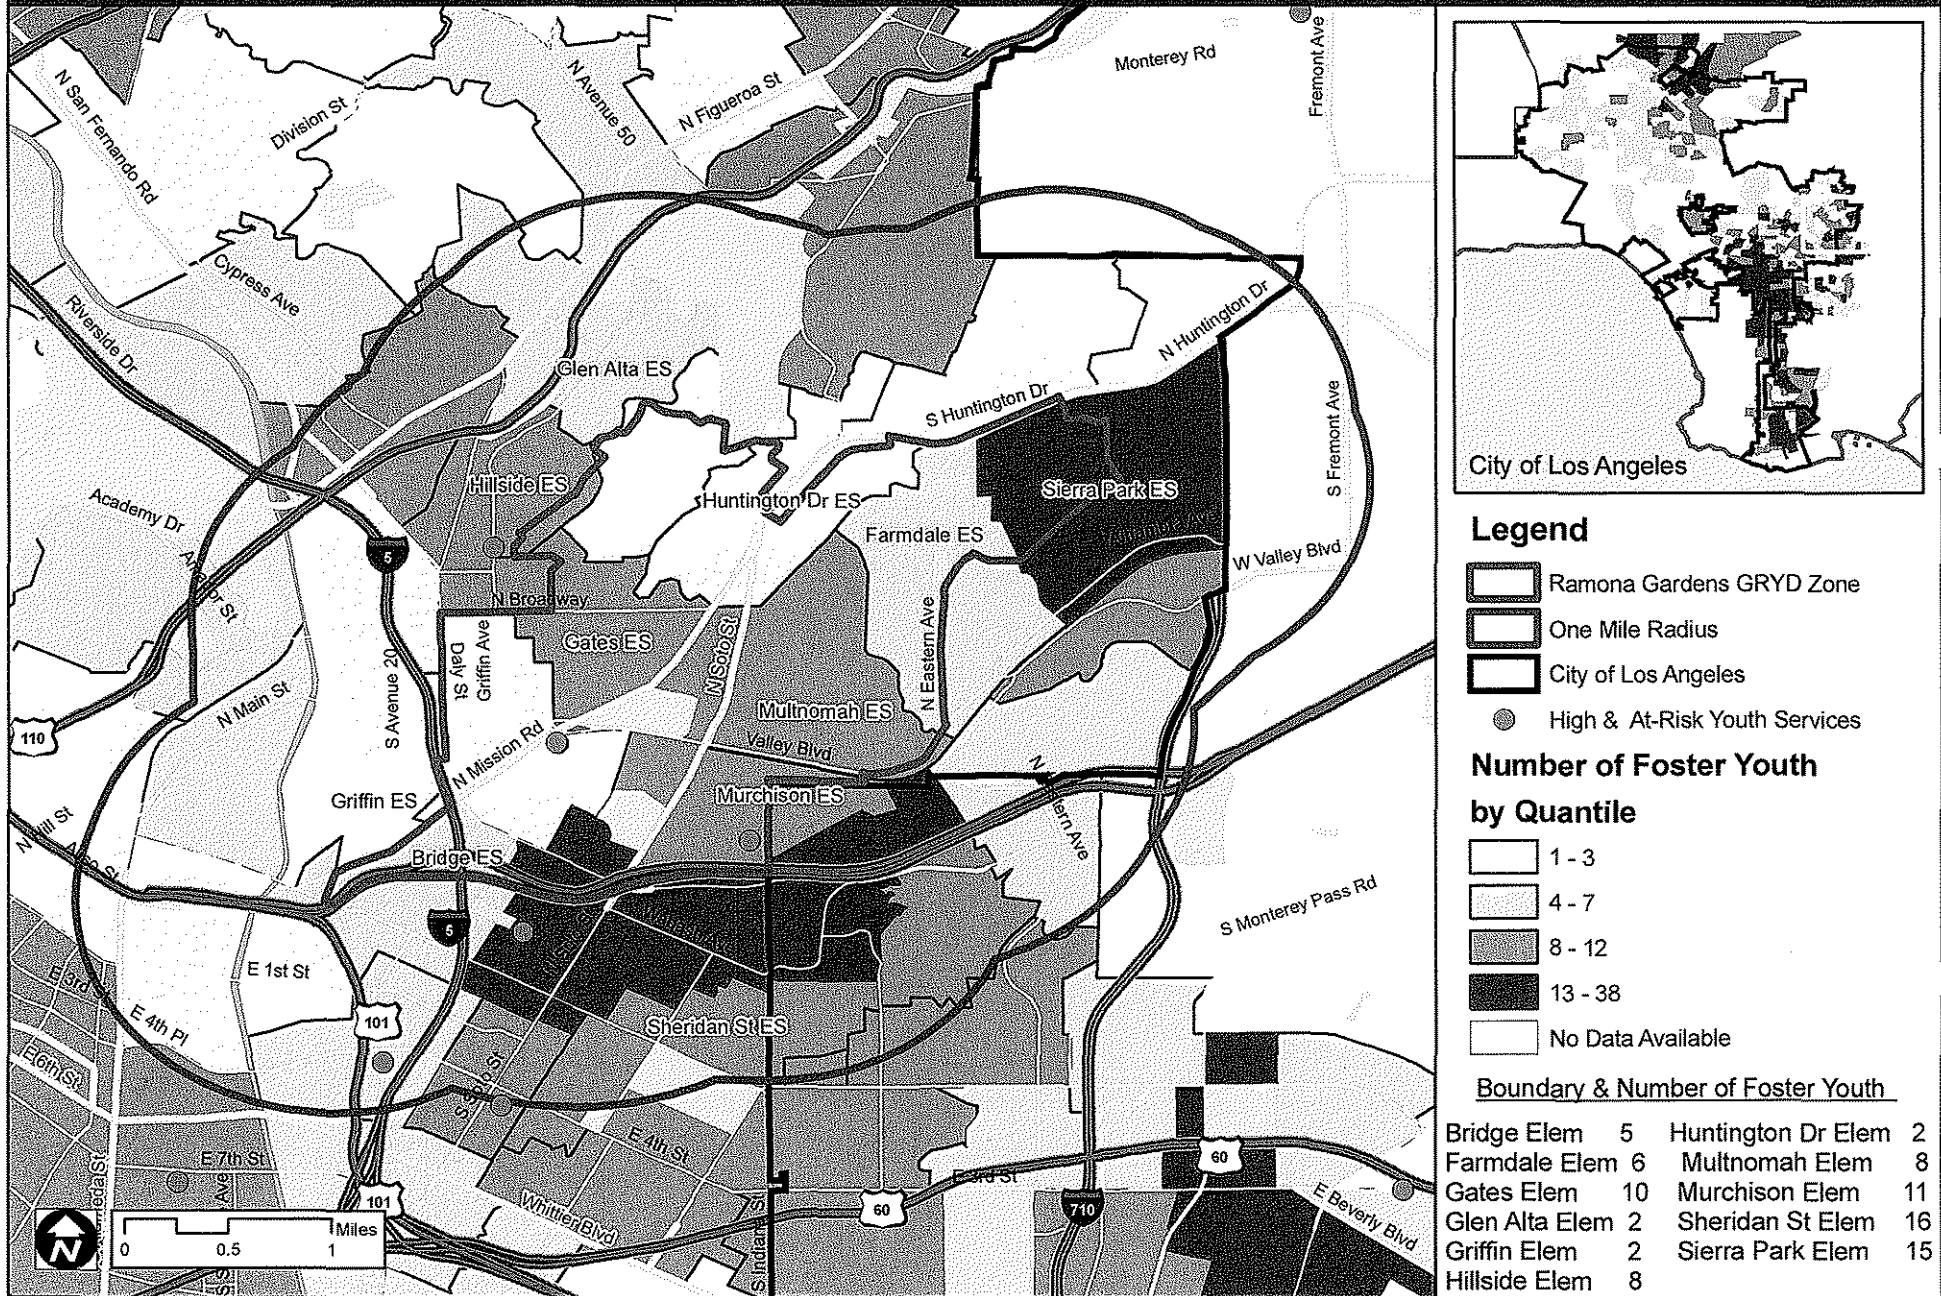 Monterey Rd
Fremont Ave
N San Fernando Rd
Division St
N Avenue 50
N Figueroa St
Cypress Ave
Riverside Dr
Glen Alta ES
N Huntington Dr
S Huntington Dr
S Fremont Ave
Academy Dr
Hillside ES
Huntington Dr ES
Sierra Park ES
Farmdale ES
W Valley Blvd
5
N Broadway
Gates ES
S Avenue 20
Daly St
Griffin Ave
N Soto St
N Eastern Ave
N Main St
110
Multnomah ES
Valley Blvd
N Mission Rd
Murchison ES
Griffin ES
N Hill St
Bridge ES
5
S Monterey Pass Rd
E 1st St
E 3rd St
E 4th Pl
101
Sheridan St ES
E 6th St
E 4th St
E 7th St
101
Whittier Blvd
60
E 3rd St
60
710
E Beverly Blvd
S Indiana St
N
0 0.5 1
Miles
City of Los Angeles
Legend
Ramona Gardens GRYD Zone
One Mile Radius
City of Los Angeles
High & At-Risk Youth Services
Number of Foster Youth
by Quantile
1 - 3
4 - 7
8 - 12
13 - 38
No Data Available
Boundary & Number of Foster Youth
Bridge Elem 5 Huntington Dr Elem 2
Farmdale Elem 6 Multnomah Elem 8
Gates Elem 10 Murchison Elem 11
Glen Alta Elem 2 Sheridan St Elem 16
Griffin Elem 2 Sierra Park Elem 15
Hillside Elem 8